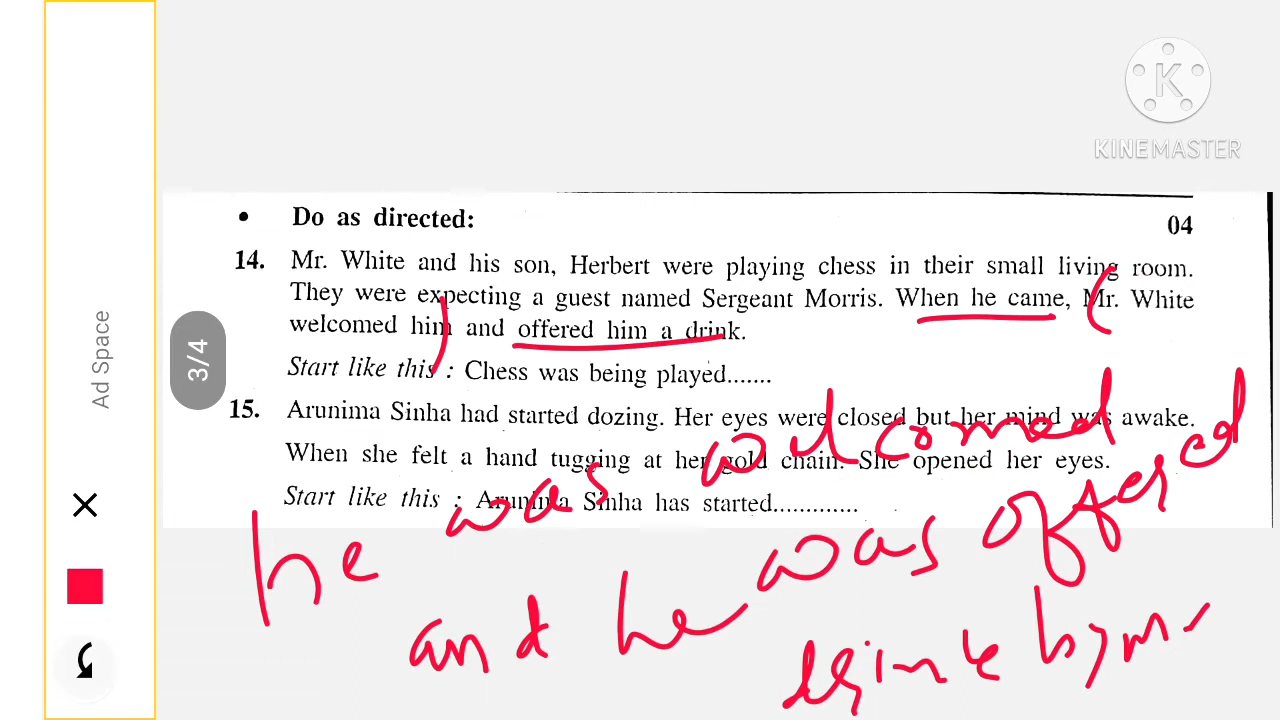 KINEMASTER
Ad Space
3/4
• Do as directed: 04
14. Mr. White and his son, Herbert were playing chess in their small living room.
They were expecting a guest named Sergeant Morris. When he came, Mr. White
welcomed him and offered him a drink.
Start like this : Chess was being played.......
15. Arunima Sinha had started dozing. Her eyes were closed but her mind was awake.
When she felt a hand tugging at her gold chain. She opened her eyes.
Start like this : Arunima Sinha has started.............
he was welcomed
and he was offered
drink by m